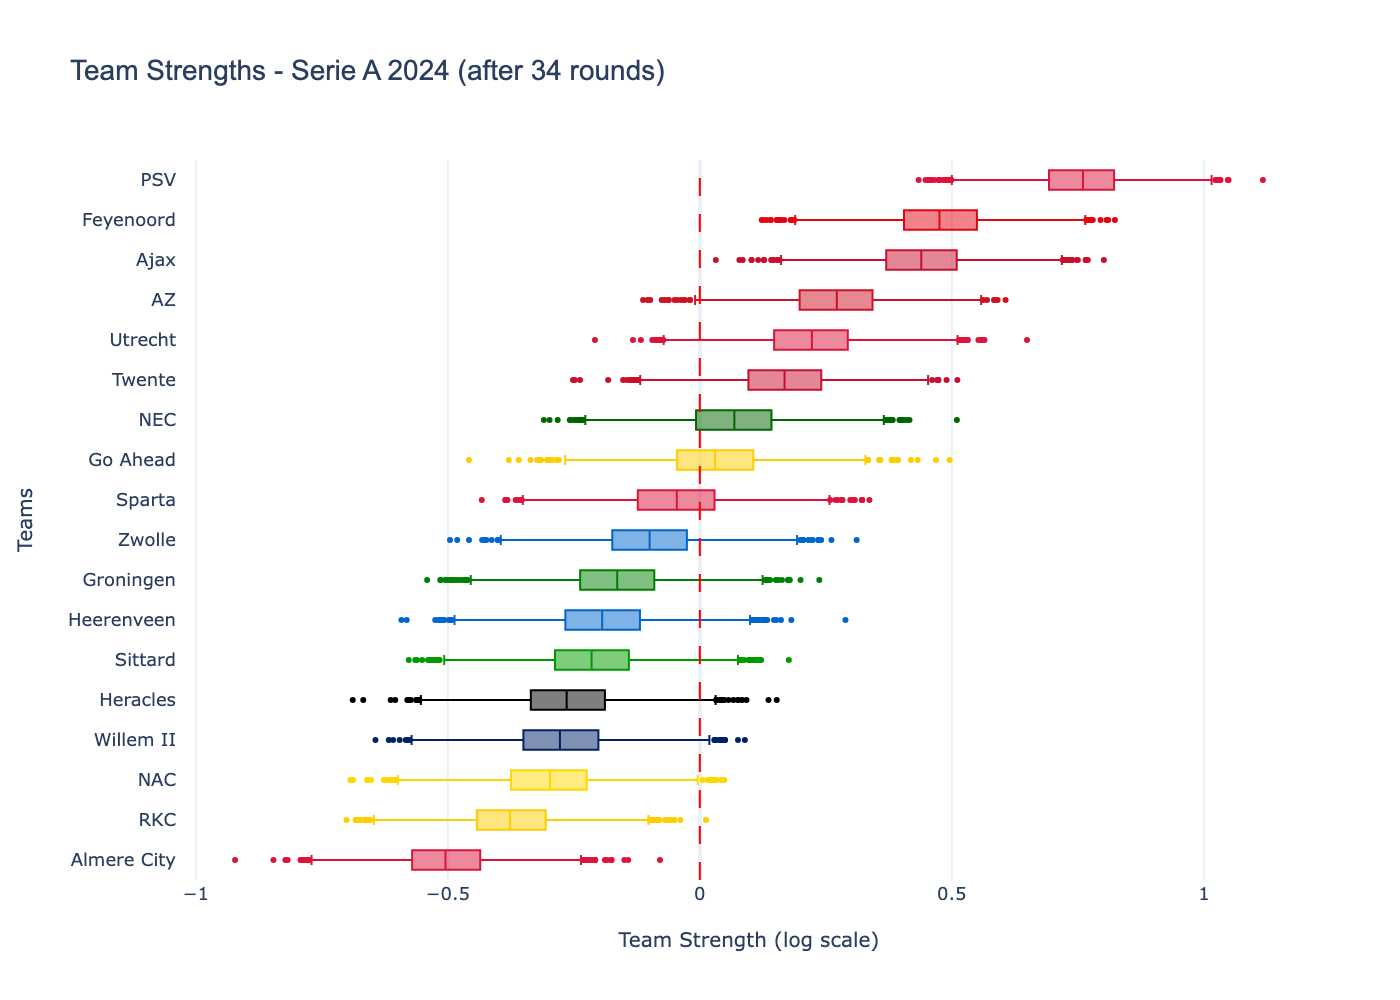 Team Strengths - Serie A 2024 (after 34 rounds)
PSV
Feyenoord
Ajax
AZ
Utrecht
Twente
NEC
Go Ahead
Sparta
Zwolle
Groningen
Heerenveen
Sittard
Heracles
Willem II
NAC
RKC
Almere City
Teams
−1 −0.5 0 0.5 1
Team Strength (log scale)